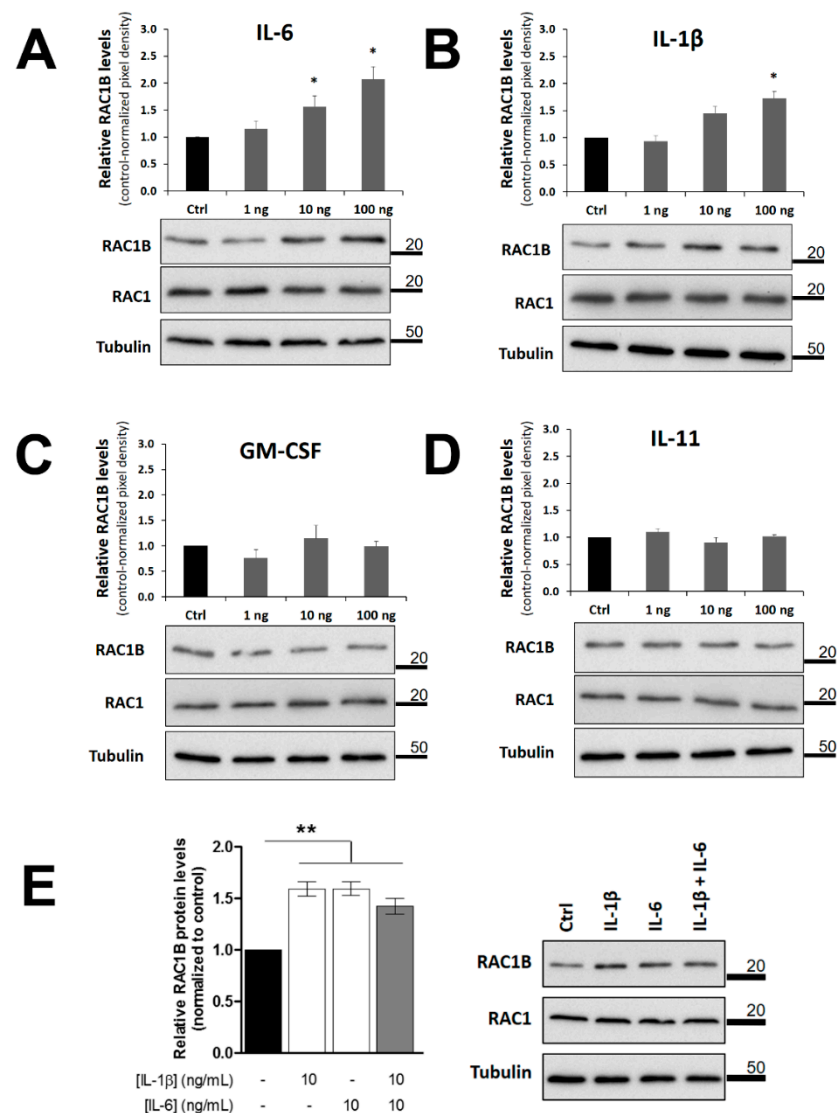 A
IL-6
Relative RAC1B levels
(control-normalized pixel density)
3.0
2.5
2.0
1.5
1.0
0.5
0.0
*
*
Ctrl 1 ng 10 ng 100 ng
RAC1B
20
RAC1
20
Tubulin
50
B
IL-1β
Relative RAC1B levels
(control-normalized pixel density)
3.0
2.5
2.0
1.5
1.0
0.5
0.0
*
Ctrl 1 ng 10 ng 100 ng
RAC1B
20
RAC1
20
Tubulin
50
C
GM-CSF
Relative RAC1B levels
(control-normalized pixel density)
3.0
2.5
2.0
1.5
1.0
0.5
0.0
Ctrl 1 ng 10 ng 100 ng
RAC1B
20
RAC1
20
Tubulin
50
D
IL-11
Relative RAC1B levels
(control-normalized pixel density)
3.0
2.5
2.0
1.5
1.0
0.5
0.0
Ctrl 1 ng 10 ng 100 ng
RAC1B
20
RAC1
20
Tubulin
50
E
Relative RAC1B protein levels
(normalized to control)
2.0
1.5
1.0
0.5
0.0
**
[IL-1β] (ng/mL) - 10 - 10
[IL-6] (ng/mL) - - 10 10
Ctrl
IL-1β
IL-6
IL-1β + IL-6
RAC1B
20
RAC1
20
Tubulin
50